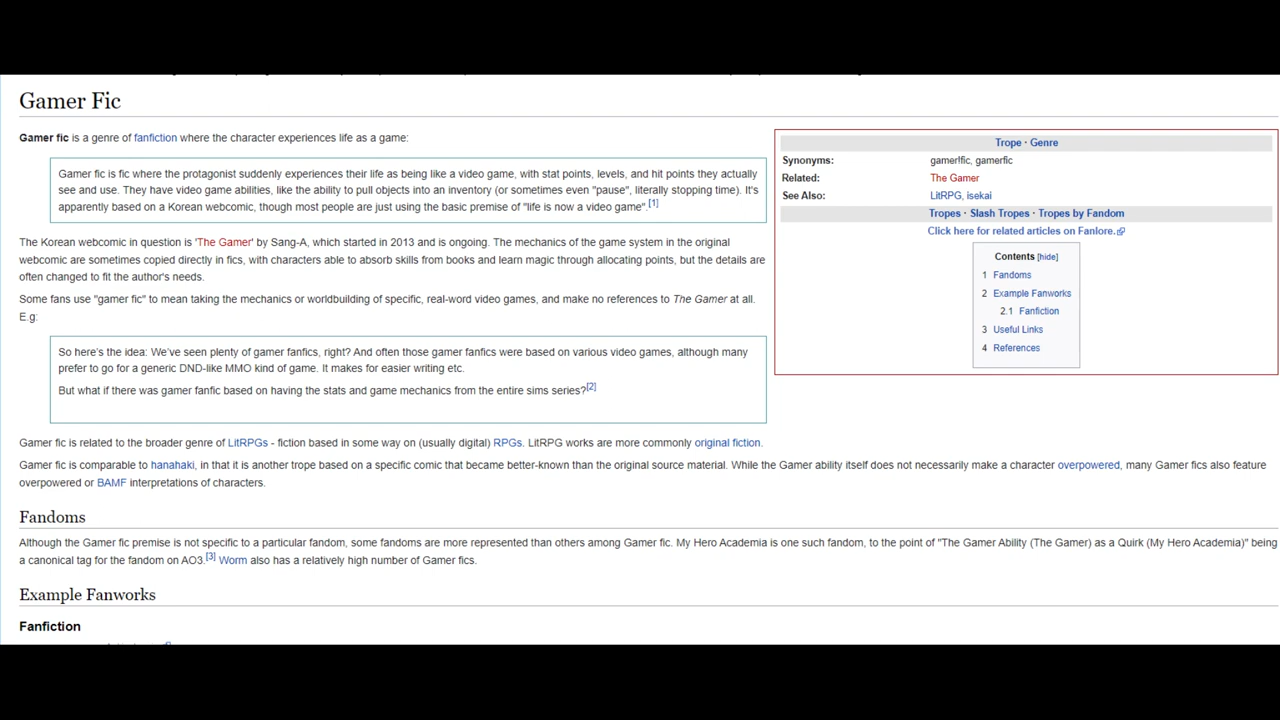 Gamer Fic
Gamer fic is a genre of fanfiction where the character experiences life as a game:
Gamer fic is fic where the protagonist suddenly experiences their life as being like a video game, with stat points, levels, and hit points they actually
see and use. They have video game abilities, like the ability to pull objects into an inventory (or sometimes even "pause", literally stopping time). It's
apparently based on a Korean webcomic, though most people are just using the basic premise of "life is now a video game".[1]
The Korean webcomic in question is 'The Gamer' by Sang-A, which started in 2013 and is ongoing. The mechanics of the game system in the original
webcomic are sometimes copied directly in fics, with characters able to absorb skills from books and learn magic through allocating points, but the details are
often changed to fit the author's needs.
Some fans use "gamer fic" to mean taking the mechanics or worldbuilding of specific, real-word video games, and make no references to The Gamer at all.
E.g:
So here's the idea: We've seen plenty of gamer fanfics, right? And often those gamer fanfics were based on various video games, although many
prefer to go for a generic DND-like MMO kind of game. It makes for easier writing etc.
But what if there was gamer fanfic based on having the stats and game mechanics from the entire sims series?[2]
Trope · Genre
Synonyms: gamer!fic, gamerfic
Related: The Gamer
See Also: LitRPG, isekai
Tropes · Slash Tropes · Tropes by Fandom
Click here for related articles on Fanlore.
Contents [hide]
1 Fandoms
2 Example Fanworks
2.1 Fanfiction
3 Useful Links
4 References
Gamer fic is related to the broader genre of LitRPGs - fiction based in some way on (usually digital) RPGs. LitRPG works are more commonly original fiction.
Gamer fic is comparable to hanahaki, in that it is another trope based on a specific comic that became better-known than the original source material. While the Gamer ability itself does not necessarily make a character overpowered, many Gamer fics also feature
overpowered or BAMF interpretations of characters.
Fandoms
Although the Gamer fic premise is not specific to a particular fandom, some fandoms are more represented than others among Gamer fic. My Hero Academia is one such fandom, to the point of "The Gamer Ability (The Gamer) as a Quirk (My Hero Academia)" being
a canonical tag for the fandom on AO3.[3] Worm also has a relatively high number of Gamer fics.
Example Fanworks
Fanfiction